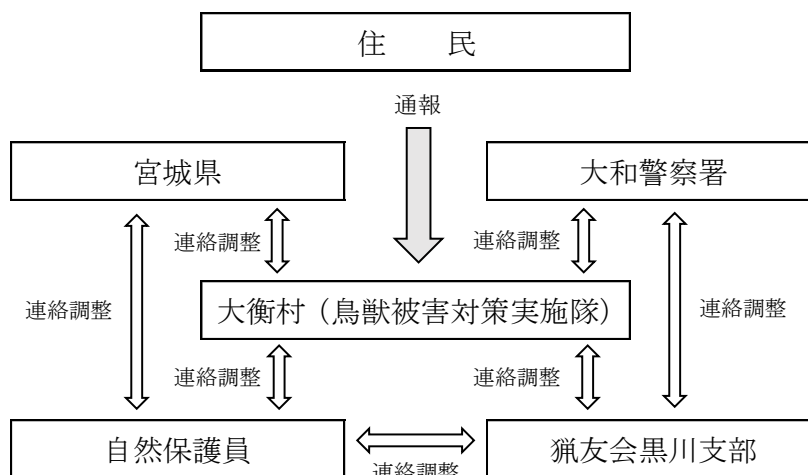 住　　民
通報
宮城県
大和警察署
連絡調整
連絡調整
連絡調整
連絡調整
大衡村（鳥獣被害対策実施隊）
連絡調整
連絡調整
自然保護員
猟友会黒川支部
連絡調整